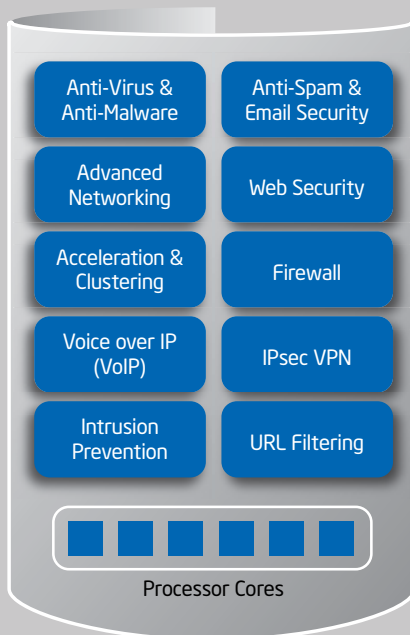 Anti-Virus &
Anti-Malware
Anti-Spam &
Email Security
Advanced
Networking
Web Security
Acceleration &
Clustering
Firewall
Voice over IP
(VoIP)
IPsec VPN
Intrusion
Prevention
URL Filtering
Processor Cores